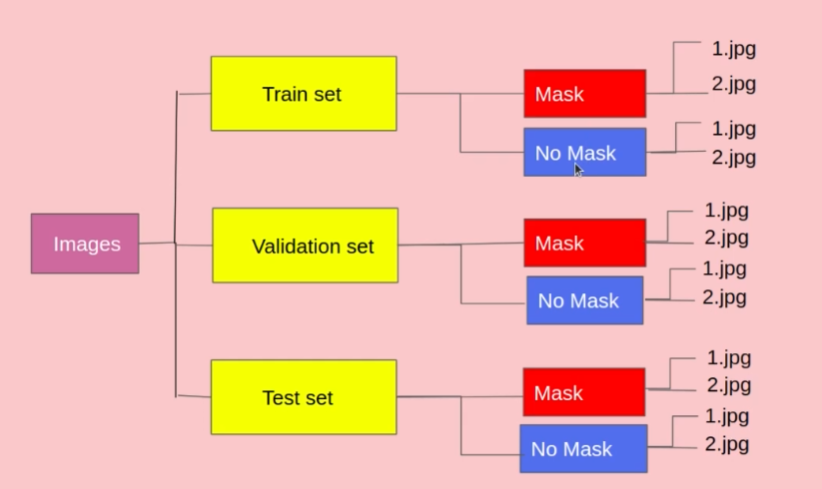 Images
Train set
Mask
1.jpg
2.jpg
No Mask
1.jpg
2.jpg
Validation set
Mask
1.jpg
2.jpg
No Mask
1.jpg
2.jpg
Test set
Mask
1.jpg
2.jpg
No Mask
1.jpg
2.jpg